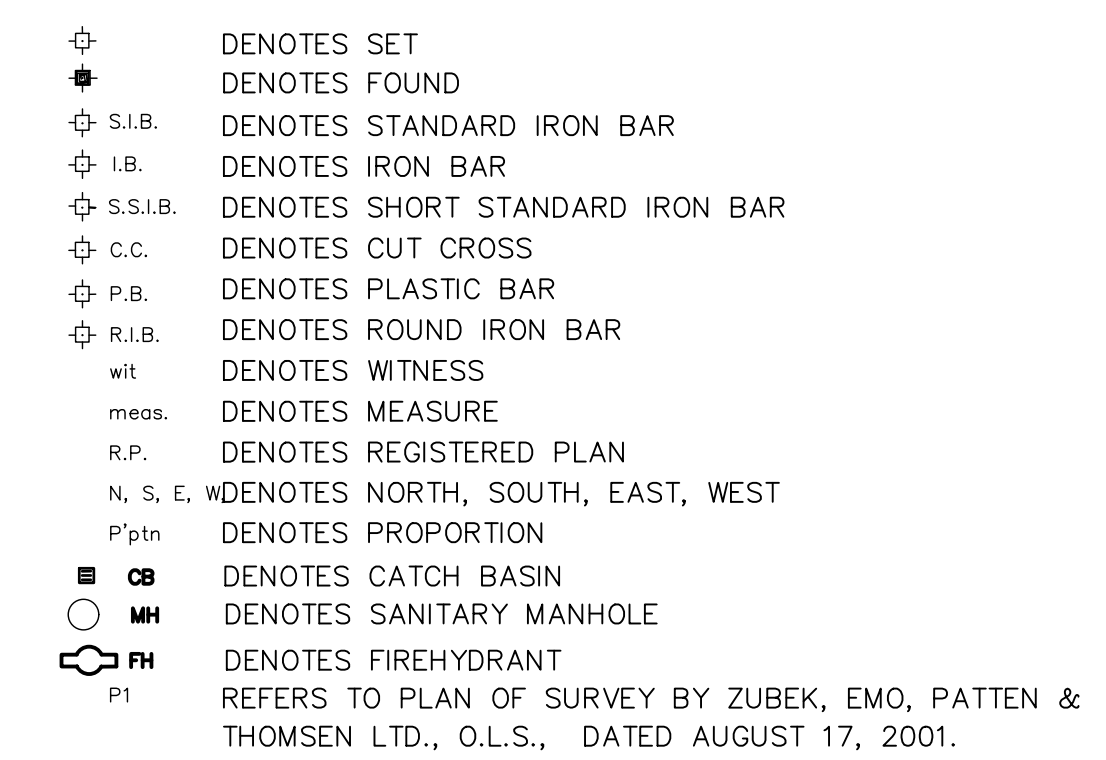 DENOTES SET
DENOTES FOUND
S.I.B. DENOTES STANDARD IRON BAR
I.B. DENOTES IRON BAR
S.S.I.B. DENOTES SHORT STANDARD IRON BAR
C.C. DENOTES CUT CROSS
P.B. DENOTES PLASTIC BAR
R.I.B. DENOTES ROUND IRON BAR
wit DENOTES WITNESS
meas. DENOTES MEASURE
R.P. DENOTES REGISTERED PLAN
N, S, E, W. DENOTES NORTH, SOUTH, EAST, WEST
P'ptn DENOTES PROPORTION
CB DENOTES CATCH BASIN
MH DENOTES SANITARY MANHOLE
FH DENOTES FIREHYDRANT
P1 REFERS TO PLAN OF SURVEY BY ZUBEK, EMO, PATTEN &
THOMSEN LTD., O.L.S., DATED AUGUST 17, 2001.